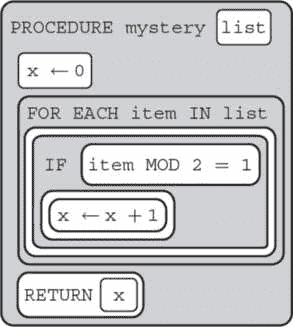 PROCEDURE mystery list
x ← 0
FOR EACH item IN list
IF item MOD 2 = 1
x ← x + 1
RETURN x